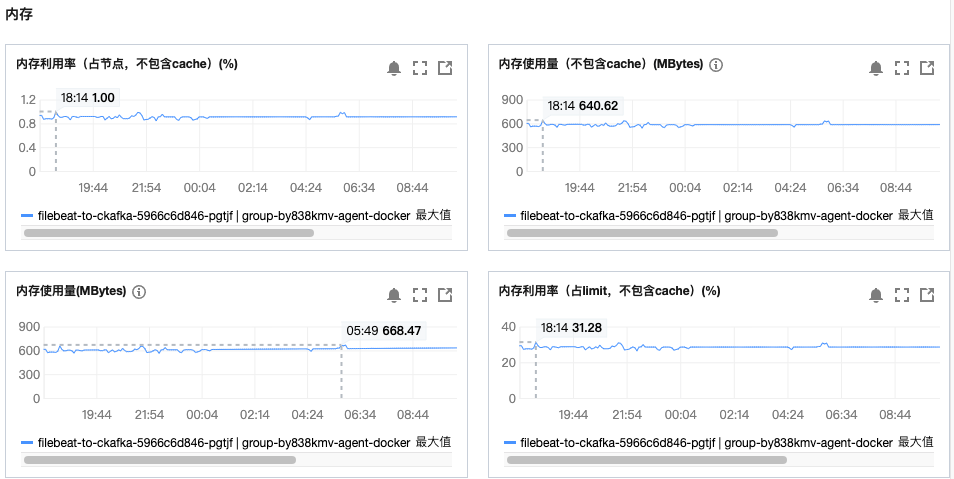 内存
内存利用率（占节点，不包含cache）(%)
18:14 1.00
1.2
0.8
0.4
0
19:44 21:54 00:04 02:14 04:24 06:34 08:44
filebeat-to-ckafka-5966c6d846-pgtjf | group-by838kmv-agent-docker 最大值
内存使用量（不包含cache）(MBytes)
18:14 640.62
900
600
300
0
19:44 21:54 00:04 02:14 04:24 06:34 08:44
filebeat-to-ckafka-5966c6d846-pgtjf | group-by838kmv-agent-docker 最大值
内存使用量(MBytes)
05:49 668.47
900
600
300
0
19:44 21:54 00:04 02:14 04:24 06:34 08:44
filebeat-to-ckafka-5966c6d846-pgtjf | group-by838kmv-agent-docker 最大值
内存利用率（占limit，不包含cache）(%)
18:14 31.28
40
20
0
19:44 21:54 00:04 02:14 04:24 06:34 08:44
filebeat-to-ckafka-5966c6d846-pgtjf | group-by838kmv-agent-docker 最大值